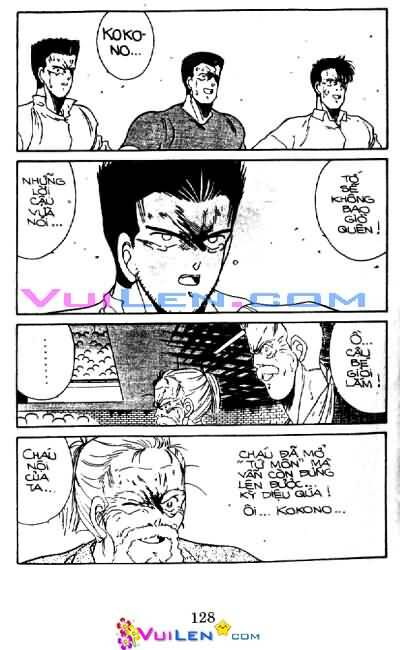 KOKO-
NO...
NHỮNG
LỜI
CẬU
VỪA
NÓI...
TỚ
SẼ
KHÔNG
BAO
GIỜ
QUÊN!
VUILEN.COM
........
Ồ...
CẬU
BÉ
GIỎI
LẮM!
CHÁU
NỘI
CỦA
TA...
CHÁU ĐÃ MỞ
"TỬ MÔN" MÀ
VẪN CÒN ĐỨNG
LÊN ĐƯỢC...
KỲ DIỆU QUÁ!
ÔI... KOKONO...
128
VUILEN.COM